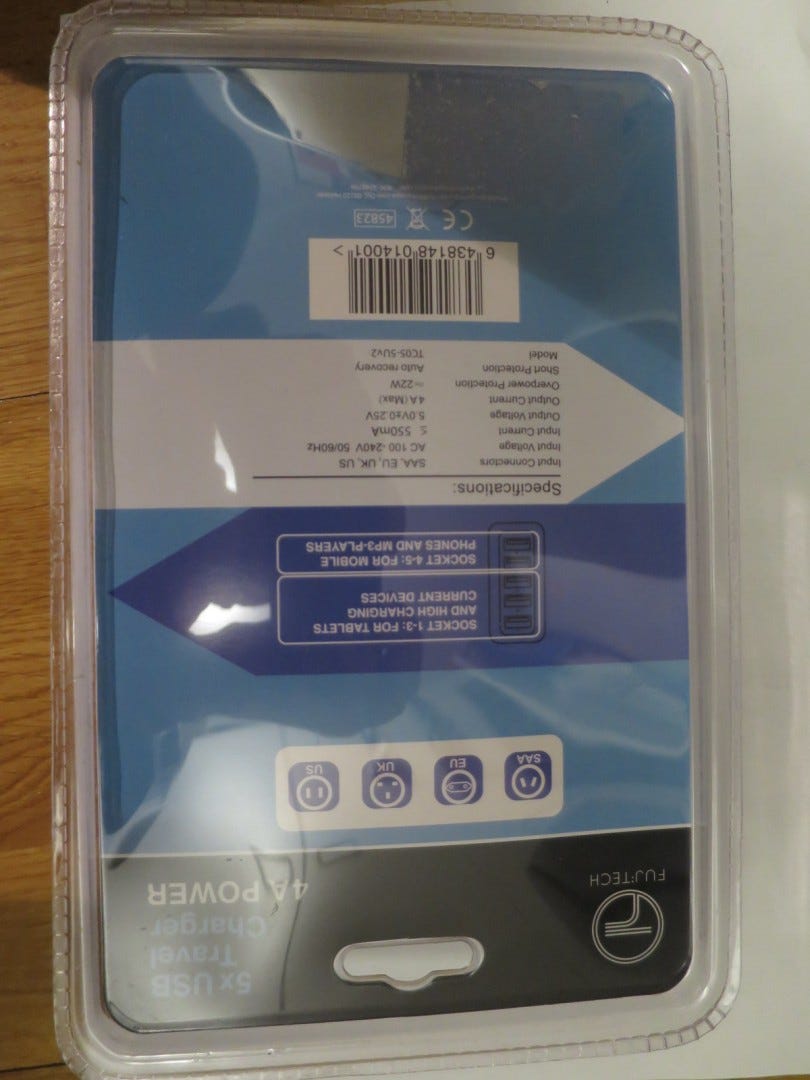 FUJ:TECH
5x USB
Travel
Charger
4A POWER
SAA EU UK US
SOCKET 1-3: FOR TABLETS
AND HIGH CHARGING
CURRENT DEVICES
SOCKET 4-5: FOR MOBILE
PHONES AND MP3-PLAYERS
Specifications:
Input Connectors SAA, EU, UK, US
Input Voltage AC 100 -240V 50/60Hz
Input Current ≤ 550mA
Output Voltage 5.0V±0.25V
Output Current 4 A (Max)
Overpower Protection ≈ 22W
Short Protection Auto recovery
Model TC05-5Uv2
6 438148 014001 >
CE 45823